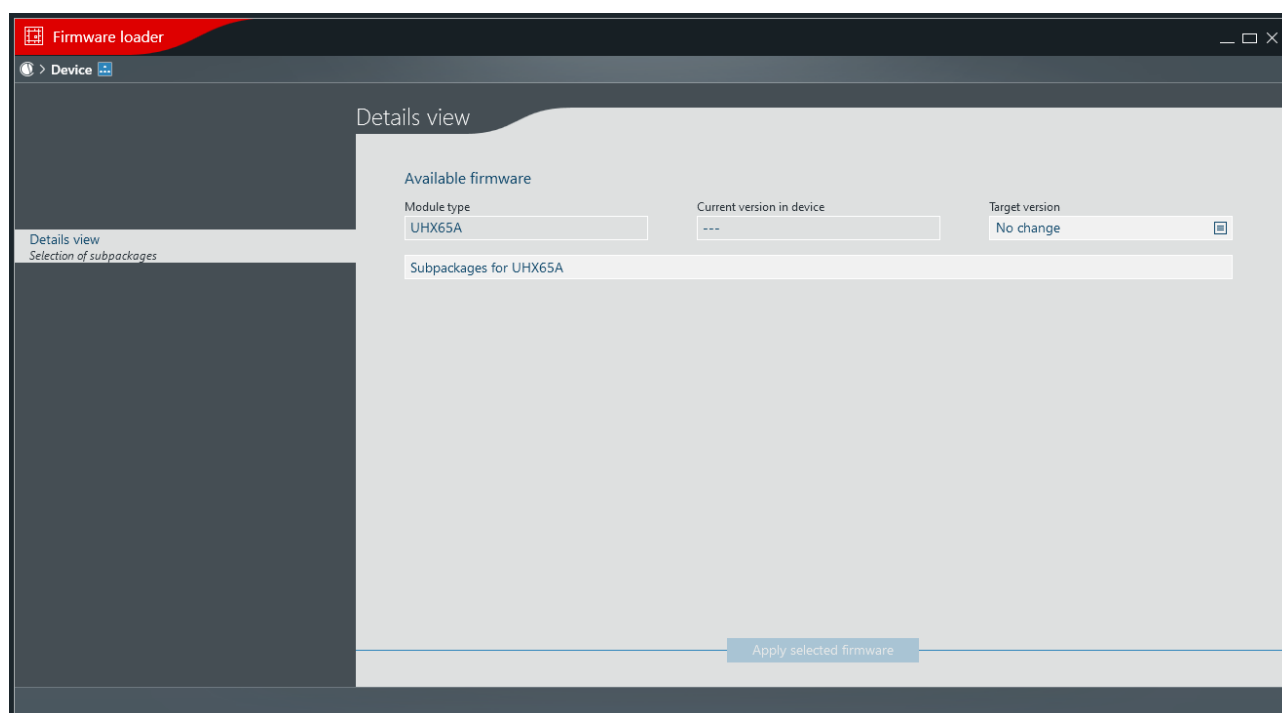 Firmware loader
> Device
Details view
Available firmware
Module type
Current version in device
Target version
UHX65A
---
No change
Details view
Selection of subpackages
Subpackages for UHX65A
Apply selected firmware